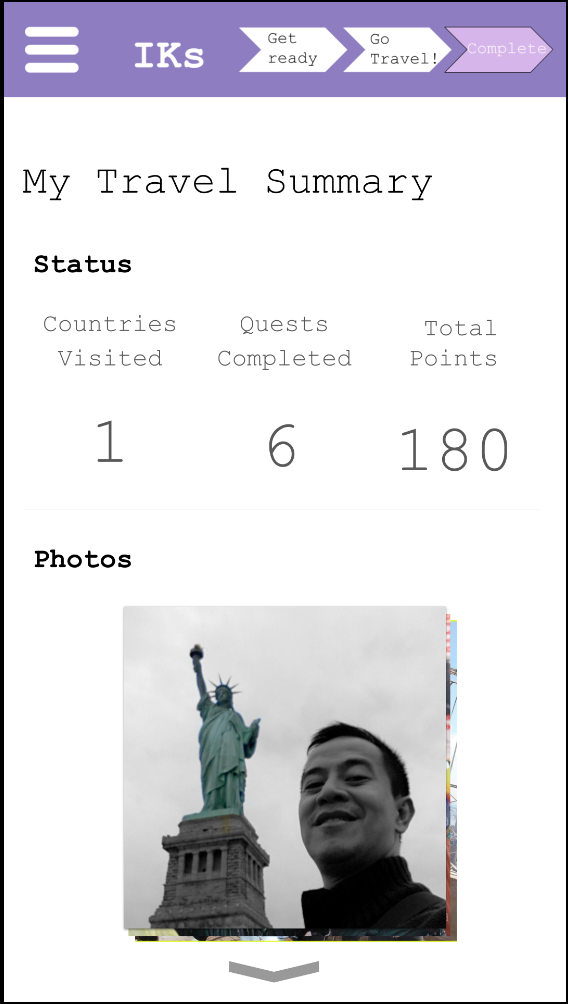 IKs
Get
ready
Go
Travel!
Complete
My Travel Summary
Status
Countries
Visited
Quests
Completed
Total
Points
1
6
180
Photos